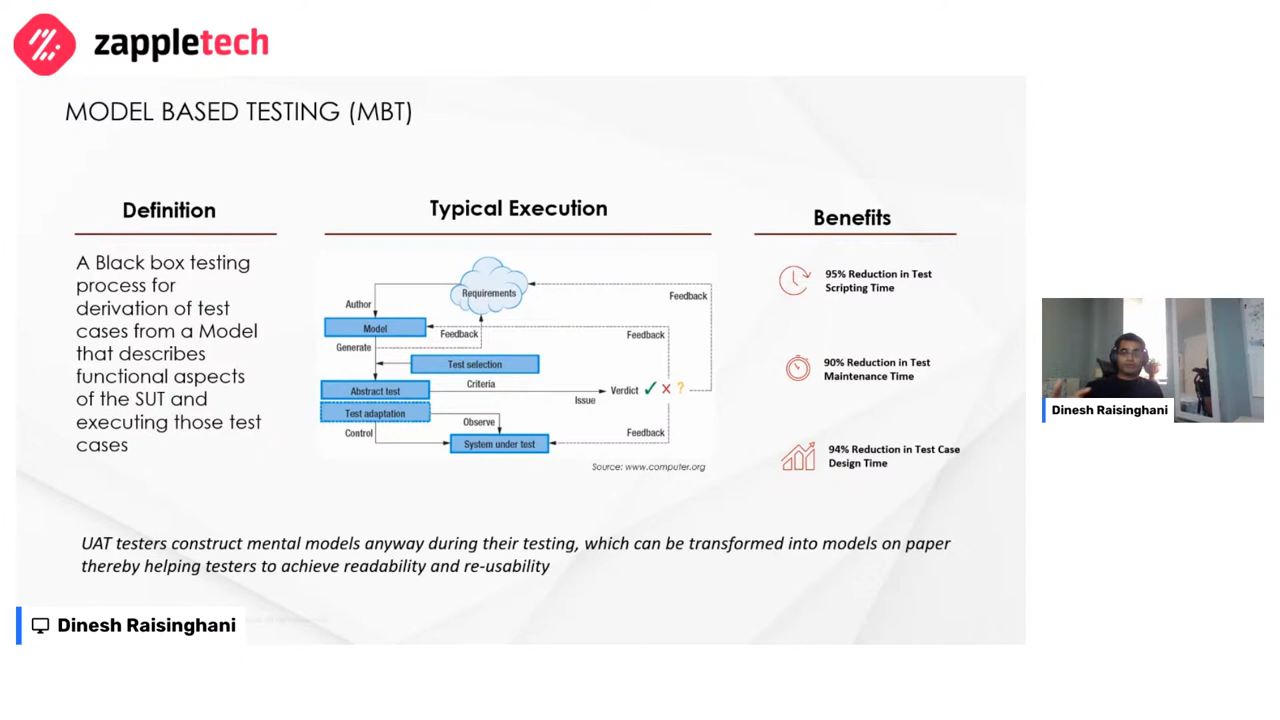 zappletech
MODEL BASED TESTING (MBT)
Definition
A Black box testing
process for
derivation of test
cases from a Model
that describes
functional aspects
of the SUT and
executing those test
cases
Typical Execution
Requirements
Author
Feedback
Model
Feedback
Feedback
Generate
Test selection
Criteria
Abstract test
Verdict ✓ × ?
Issue
Test adaptation
Observe
Control
Feedback
System under test
Source: www.computer.org
Benefits
95% Reduction in Test
Scripting Time
90% Reduction in Test
Maintenance Time
94% Reduction in Test Case
Design Time
UAT testers construct mental models anyway during their testing, which can be transformed into models on paper
thereby helping testers to achieve readability and re-usability
Dinesh Raisinghani
Dinesh Raisinghani